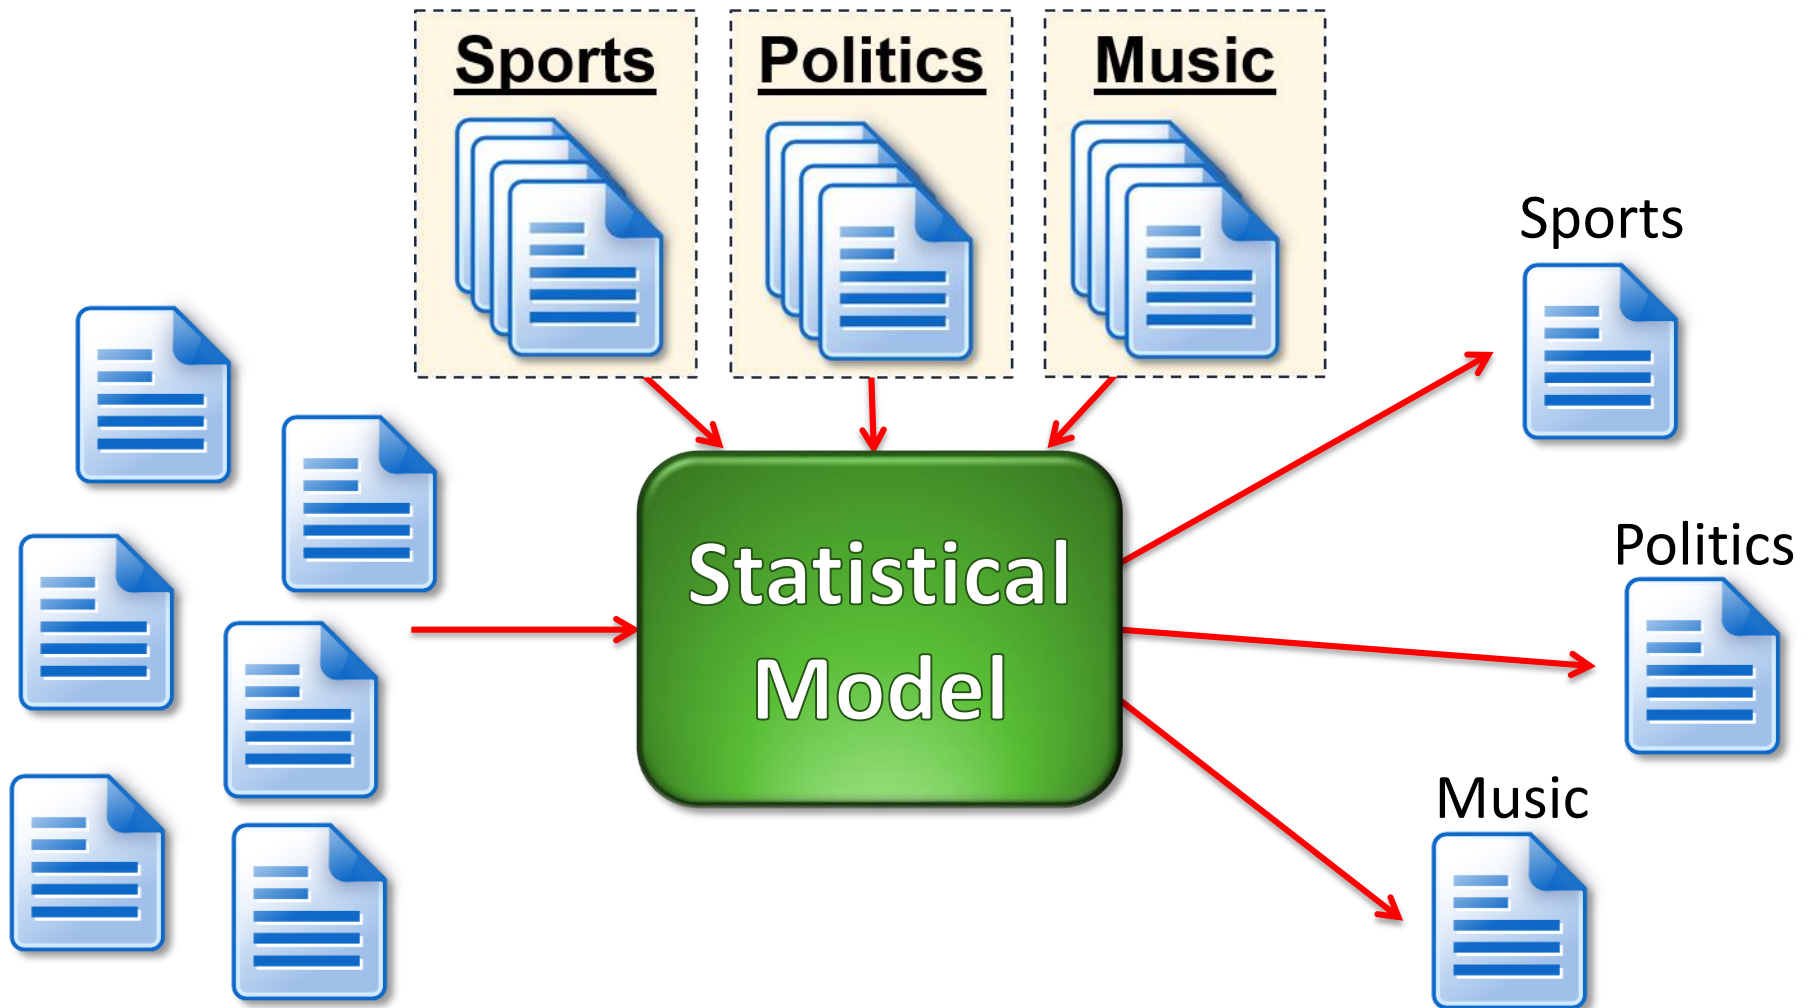 Sports
Politics
Music
Sports
Statistical
Model
Politics
Music